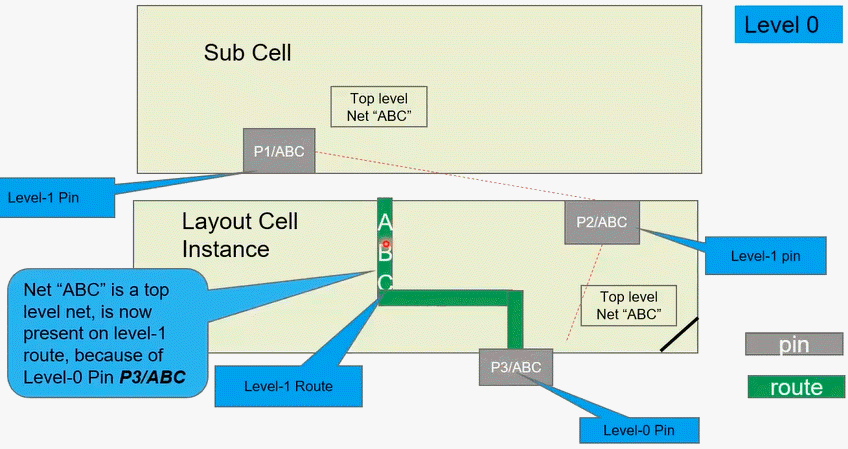 Level 0
Sub Cell
Top level
Net “ABC”
P1/ABC
Level-1 Pin
Layout Cell
Instance
A
B
C
P2/ABC
Level-1 pin
Net “ABC” is a top
level net, is now
present on level-1
route, because of
Level-0 Pin P3/ABC
Top level
Net “ABC”
pin
P3/ABC
Level-1 Route
route
Level-0 Pin